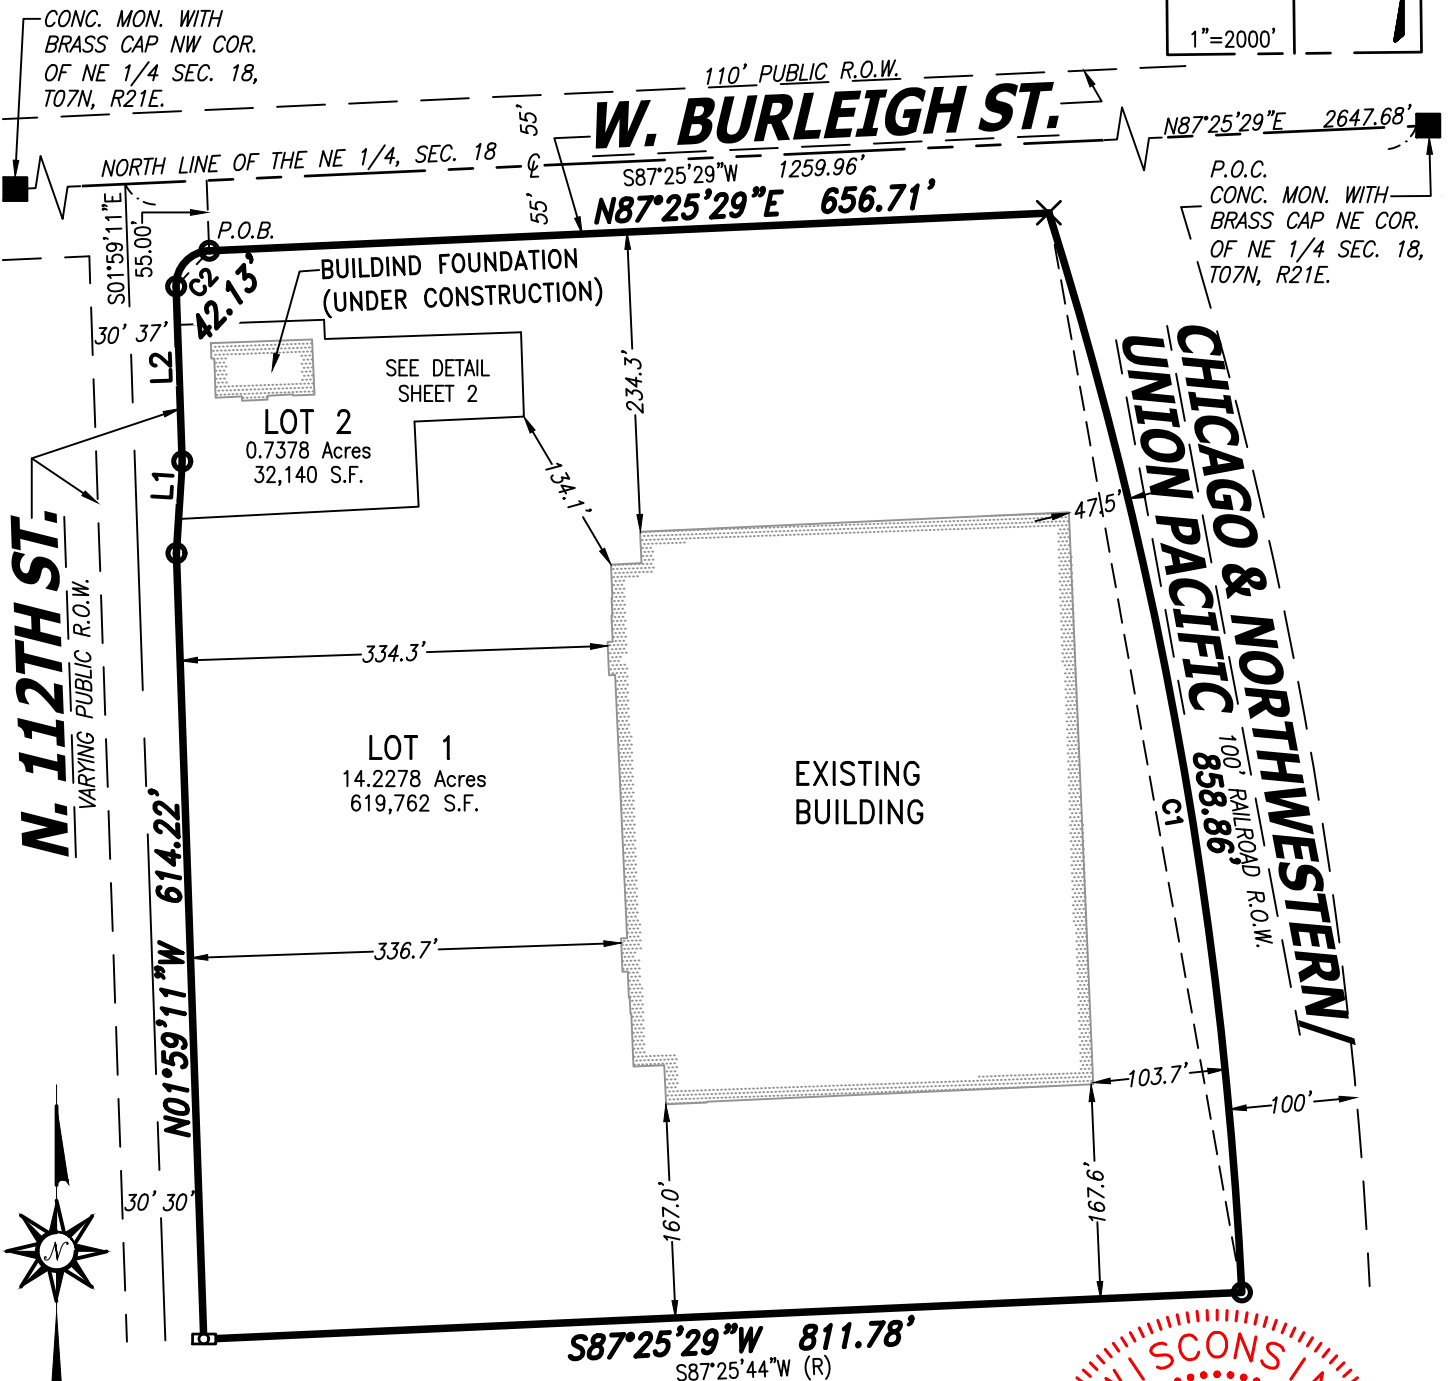 CONC. MON. WITH
BRASS CAP NW COR.
OF NE 1/4 SEC. 18,
T07N, R21E.
1"=2000'
110' PUBLIC R.O.W.
W. BURLEIGH ST.
55'
55'
N87°25'29"E 2647.68'
NORTH LINE OF THE NE 1/4, SEC. 18
S87°25'29"W 1259.96'
N87°25'29"E 656.71'
P.O.C.
CONC. MON. WITH
BRASS CAP NE COR.
OF NE 1/4 SEC. 18,
T07N, R21E.
S01°59'11"E
55.00'
P.O.B.
C2
42.13'
BUILDIND FOUNDATION
(UNDER CONSTRUCTION)
30' 37'
L2
SEE DETAIL
SHEET 2
234.3'
LOT 2
0.7378 Acres
32,140 S.F.
L1
134.1'
47.5'
CHICAGO & NORTHWESTERN/
UNION PACIFIC
100' RAILROAD R.O.W.
N. 112TH ST.
VARYING PUBLIC R.O.W.
334.3'
LOT 1
14.2278 Acres
619,762 S.F.
EXISTING
BUILDING
C1
858.86'
N01°59'11"W 614.22'
336.7'
103.7'
100'
30' 30'
167.0'
167.6'
N
S87°25'29"W 811.78'
S87°25'44"W (R)